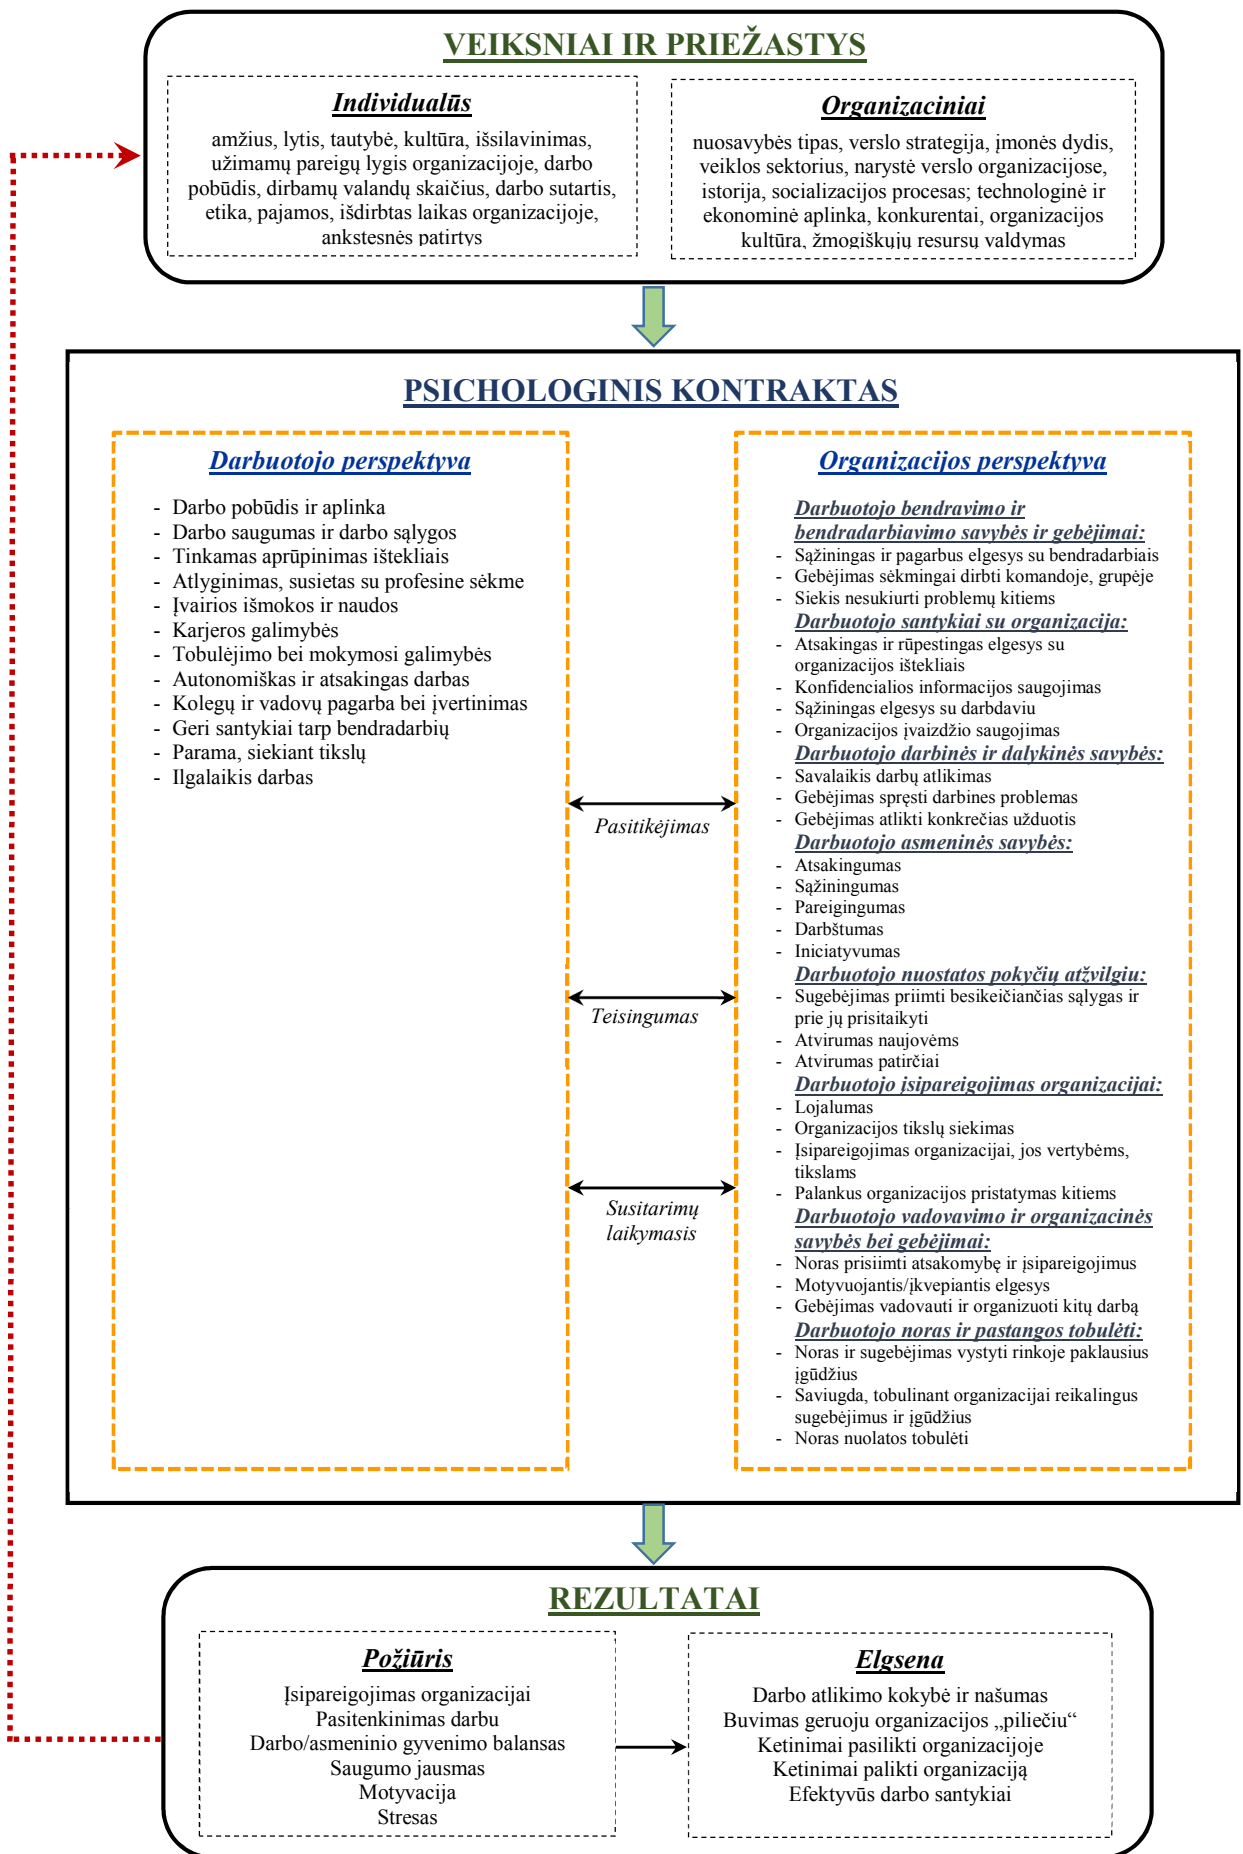 VEIKSNIAI IR PRIEŽASTYS
Individualūs
amžius, lytis, tautybė, kultūra, išsilavinimas,
užimamų pareigų lygis organizacijoje, darbo
pobūdis, dirbamų valandų skaičius, darbo sutartis,
etika, pajamos, išdirbtas laikas organizacijoje,
ankstesnės patirtys
Organizaciniai
nuosavybės tipas, verslo strategija, įmonės dydis,
veiklos sektorius, narystė verslo organizacijose,
istorija, socializacijos procesas; technologinė ir
ekonominė aplinka, konkurentai, organizacijos
kultūra, žmogiškųjų resursų valdymas
PSICHOLOGINIS KONTRAKTAS
Darbuotojo perspektyva
- Darbo pobūdis ir aplinka
- Darbo saugumas ir darbo sąlygos
- Tinkamas aprūpinimas ištekliais
- Atlyginimas, susietas su profesine sėkme
- Įvairios išmokos ir naudos
- Karjeros galimybės
- Tobulėjimo bei mokymosi galimybės
- Autonomiškas ir atsakingas darbas
- Kolegų ir vadovų pagarba bei įvertinimas
- Geri santykiai tarp bendradarbių
- Parama, siekiant tikslų
- Ilgalaikis darbas
Pasitikėjimas
Teisingumas
Susitarimų
laikymasis
Organizacijos perspektyva
Darbuotojo bendravimo ir
bendradarbiavimo savybės ir gebėjimai:
- Sąžiningas ir pagarbus elgesys su bendradarbiais
- Gebėjimas sėkmingai dirbti komandoje, grupėje
- Siekis nesukiurti problemų kitiems
Darbuotojo santykiai su organizacija:
- Atsakingas ir rūpestingas elgesys su
organizacijos ištekliais
- Konfidencialios informacijos saugojimas
- Sąžiningas elgesys su darbdaviu
- Organizacijos įvaizdžio saugojimas
Darbuotojo darbinės ir dalykinės savybės:
- Savalaikis darbų atlikimas
- Gebėjimas spręsti darbines problemas
- Gebėjimas atlikti konkrečias užduotis
Darbuotojo asmeninės savybės:
- Atsakingumas
- Sąžiningumas
- Pareigingumas
- Darbštumas
- Iniciatyvumas
Darbuotojo nuostatos pokyčių atžvilgiu:
- Sugebėjimas priimti besikeičiančias sąlygas ir
prie jų prisitaikyti
- Atvirumas naujovėms
- Atvirumas patirčiai
Darbuotojo įsipareigojimas organizacijai:
- Lojalumas
- Organizacijos tikslų siekimas
- Įsipareigojimas organizacijai, jos vertybėms,
tikslams
- Palankus organizacijos pristatymas kitiems
Darbuotojo vadovavimo ir organizacinės
savybės bei gebėjimai:
- Noras prisiimti atsakomybę ir įsipareigojimus
- Motyvuojantis/įkvepiantis elgesys
- Gebėjimas vadovauti ir organizuoti kitų darbą
Darbuotojo noras ir pastangos tobulėti:
- Noras ir sugebėjimas vystyti rinkoje paklausius
įgūdžius
- Saviugda, tobulinant organizacijai reikalingus
sugebėjimus ir įgūdžius
- Noras nuolatos tobulėti
REZULTATAI
Požiūris
Įsipareigojimas organizacijai
Pasitenkinimas darbu
Darbo/asmeninio gyvenimo balansas
Saugumo jausmas
Motyvacija
Stresas
Elgsena
Darbo atlikimo kokybė ir našumas
Buvimas geruoju organizacijos „piliečiu“
Ketinimai pasilikti organizacijoje
Ketinimai palikti organizaciją
Efektyvūs darbo santykiai